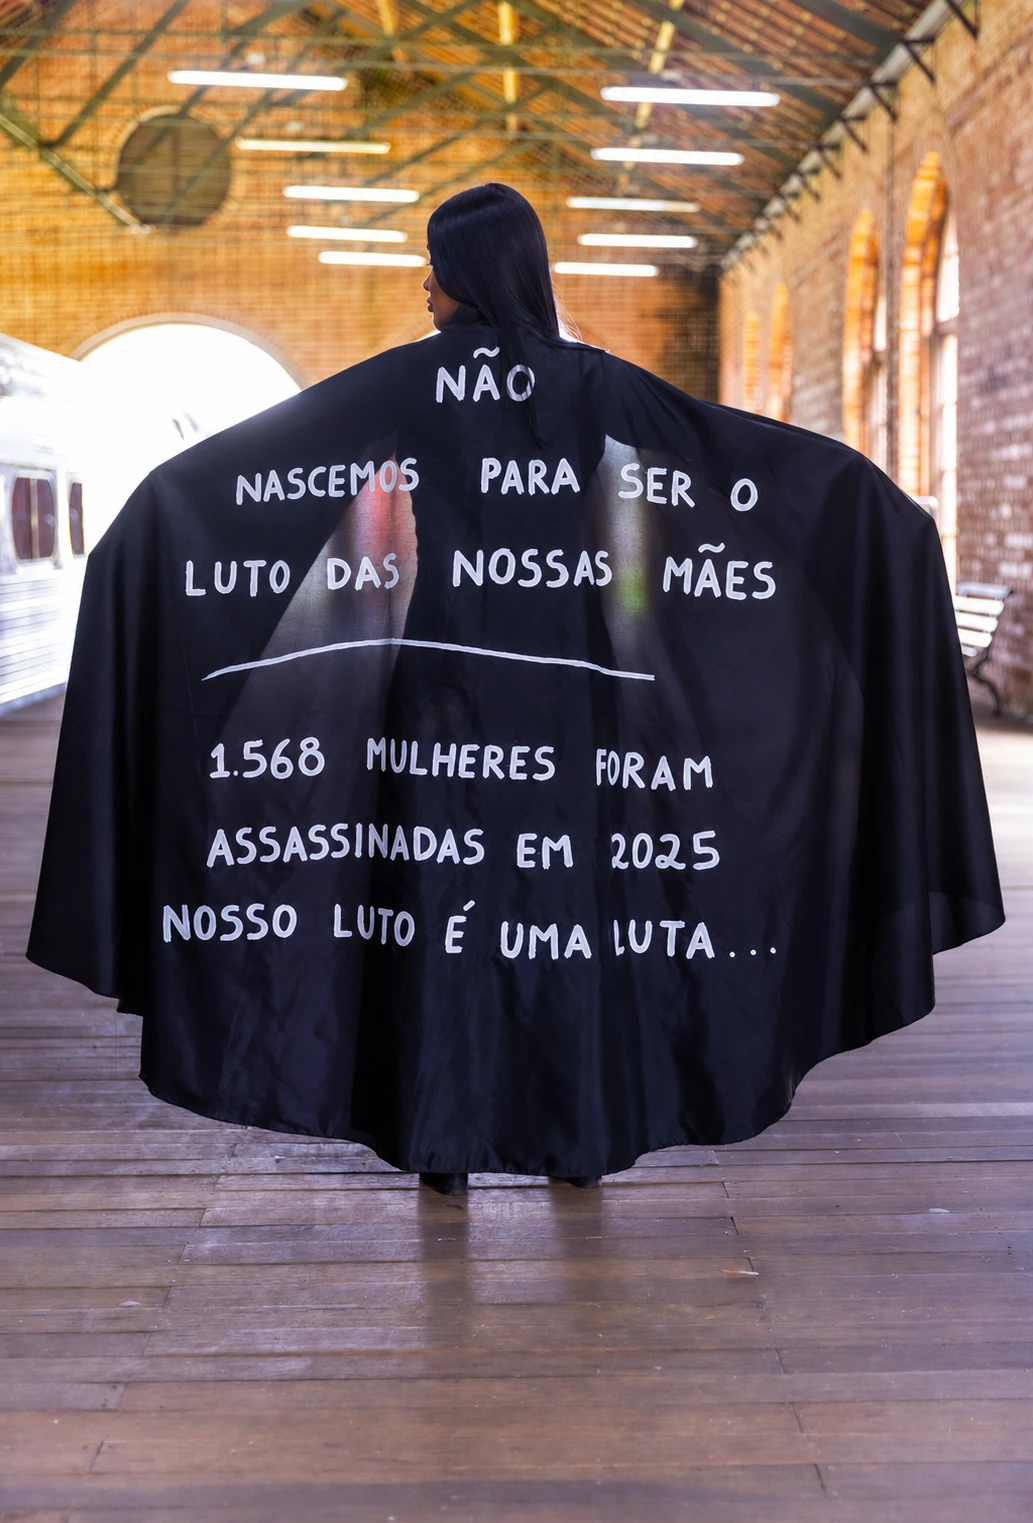 NÃO
NASCEMOS PARA SER O
LUTO DAS NOSSAS MÃES
1.568 MULHERES FORAM
ASSASSINADAS EM 2025
NOSSO LUTO É UMA LUTA...